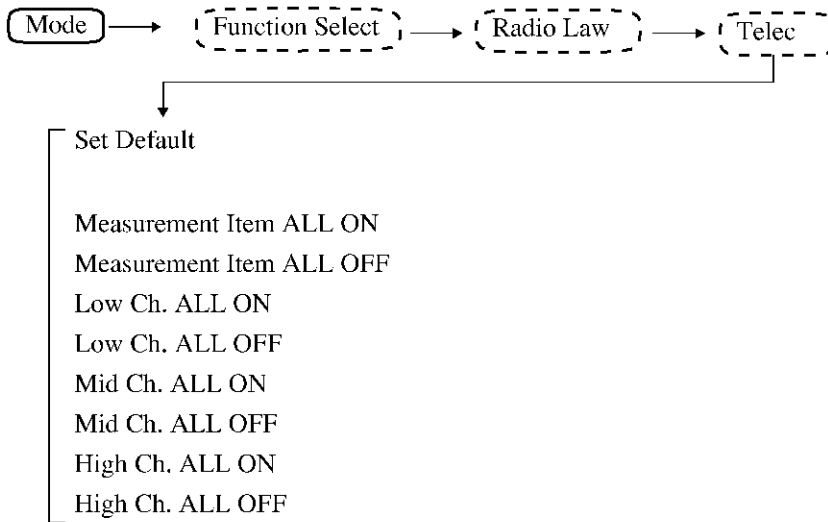 Mode Function Select Radio Law Telec
Set Default
Measurement Item ALL ON
Measurement Item ALL OFF
Low Ch. ALL ON
Low Ch. ALL OFF
Mid Ch. ALL ON
Mid Ch. ALL OFF
High Ch. ALL ON
High Ch. ALL OFF